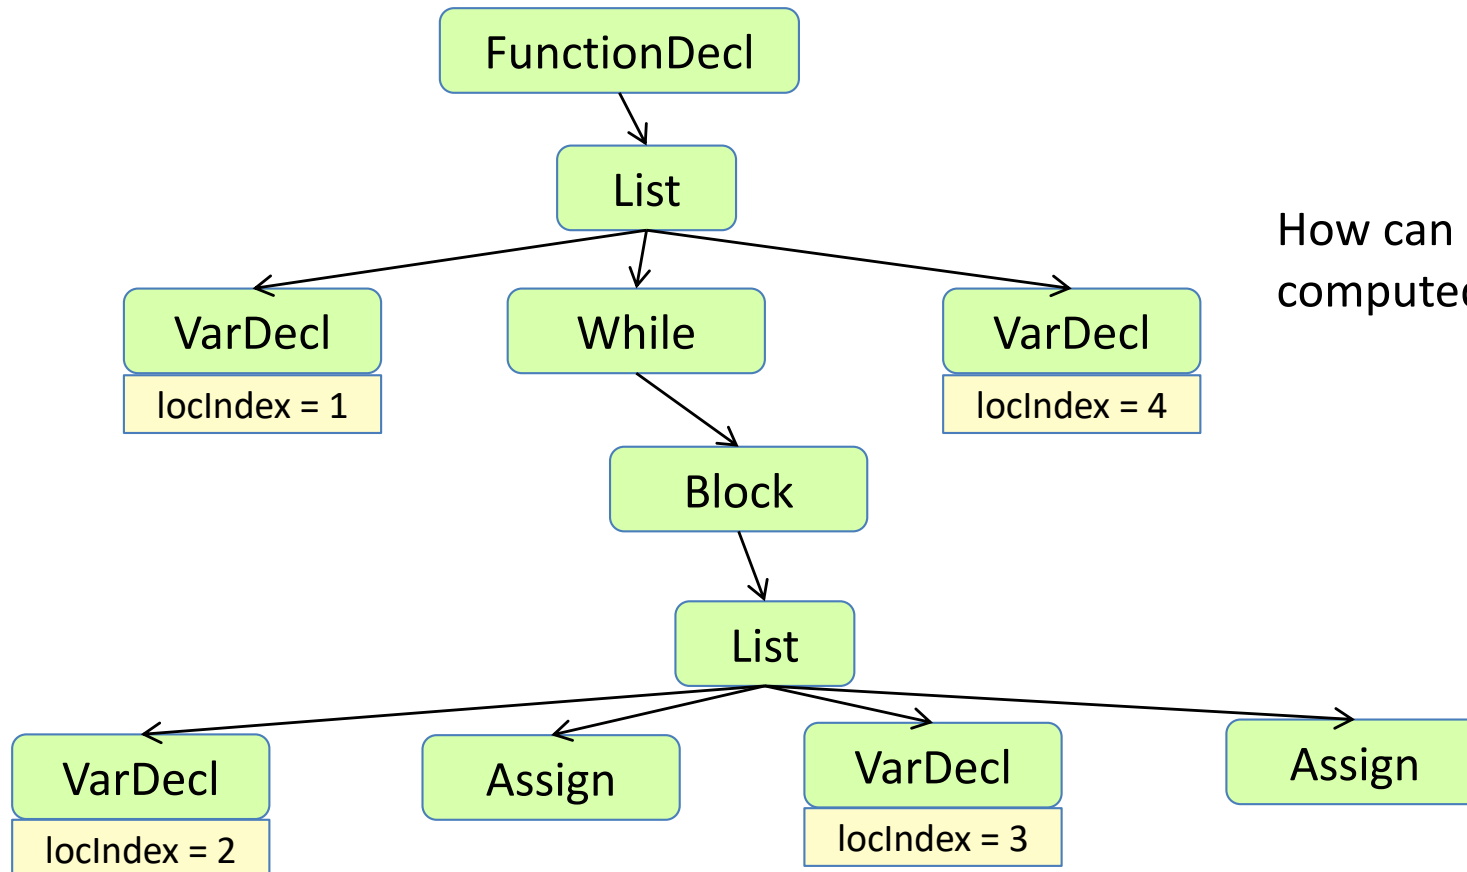 FunctionDecl
List
How can
VarDecl
While
VarDecl
locIndex = 1
locIndex = 4
Block
List
VarDecl
Assign
VarDecl
Assign
locIndex = 2
locIndex = 3